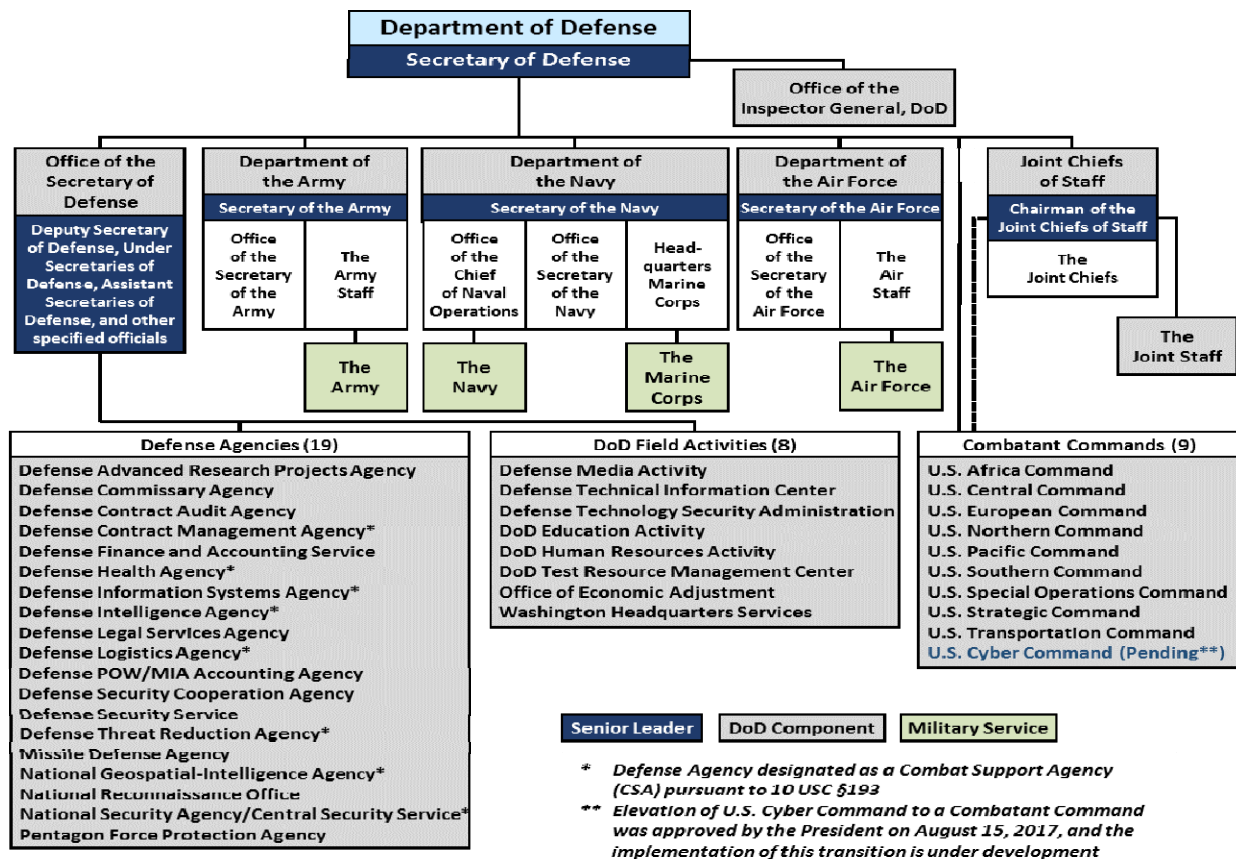 Department of Defense
Secretary of Defense
Office of the
Inspector General, DoD
Office of the
Secretary of
Defense
Deputy Secretary
of Defense, Under
Secretaries of
Defense, Assistant
Secretaries of
Defense, and other
specified officials
Department of
the Army
Secretary of the Army
Office
of the
Secretary
of the
Army
The
Army
Staff
The
Army
Department of
the Navy
Secretary of the Navy
Office
of the
Chief
of Naval
Operations
Office
of the
Secretary
of the
Navy
Head-
quarters
Marine
Corps
The
Navy
The
Marine
Corps
Department of
the Air Force
Secretary of the Air Force
Office
of the
Secretary
of the
Air Force
The
Air
Staff
The
Air Force
Joint Chiefs
of Staff
Chairman of the
Joint Chiefs of Staff
The
Joint Chiefs
The
Joint Staff
Defense Agencies (19)
Defense Advanced Research Projects Agency
Defense Commissary Agency
Defense Contract Audit Agency
Defense Contract Management Agency*
Defense Finance and Accounting Service
Defense Health Agency*
Defense Information Systems Agency*
Defense Intelligence Agency*
Defense Legal Services Agency
Defense Logistics Agency*
Defense POW/MIA Accounting Agency
Defense Security Cooperation Agency
Defense Security Service
Defense Threat Reduction Agency*
Missile Defense Agency
National Geospatial-Intelligence Agency*
National Reconnaissance Office
National Security Agency/Central Security Service*
Pentagon Force Protection Agency
DoD Field Activities (8)
Defense Media Activity
Defense Technical Information Center
Defense Technology Security Administration
DoD Education Activity
DoD Human Resources Activity
DoD Test Resource Management Center
Office of Economic Adjustment
Washington Headquarters Services
Combatant Commands (9)
U.S. Africa Command
U.S. Central Command
U.S. European Command
U.S. Northern Command
U.S. Pacific Command
U.S. Southern Command
U.S. Special Operations Command
U.S. Strategic Command
U.S. Transportation Command
U.S. Cyber Command (Pending**)
Senior Leader
DoD Component
Military Service
* Defense Agency designated as a Combat Support Agency
(CSA) pursuant to 10 USC §193
** Elevation of U.S. Cyber Command to a Combatant Command
was approved by the President on August 15, 2017, and the
implementation of this transition is under development